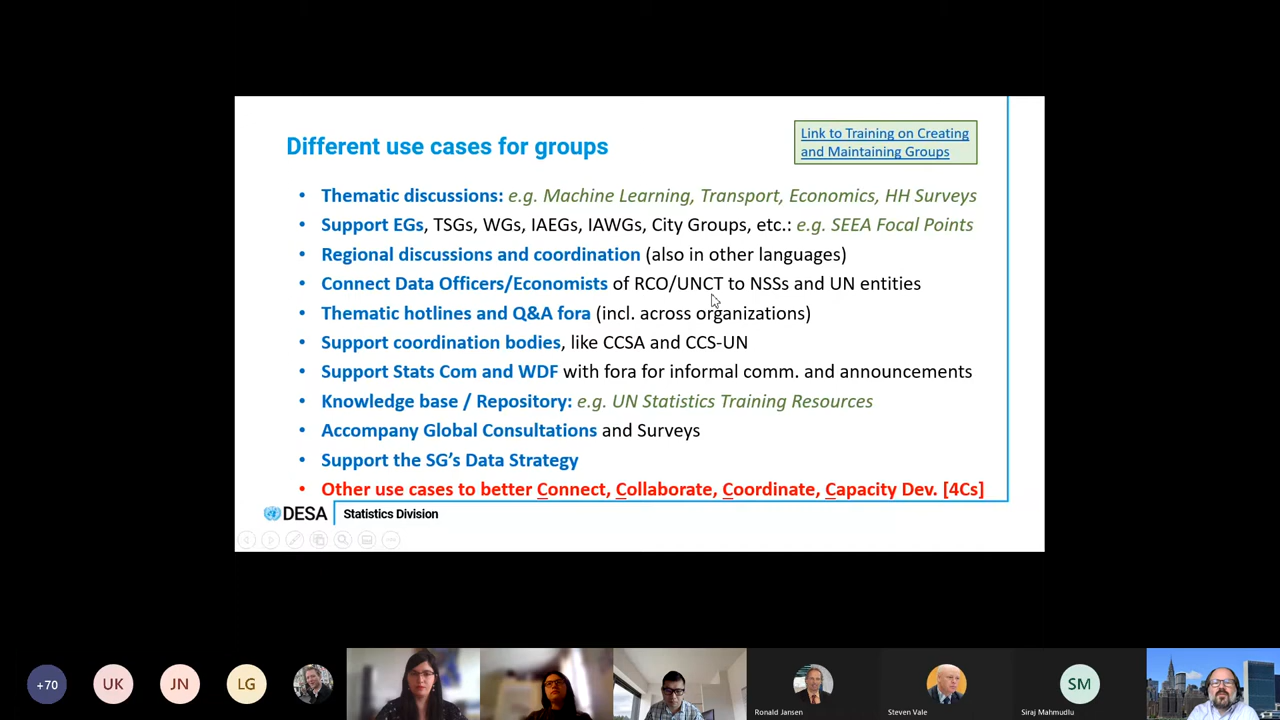 Different use cases for groups
Link to Training on Creating
and Maintaining Groups
• Thematic discussions: e.g. Machine Learning, Transport, Economics, HH Surveys
• Support EGs, TSGs, WGs, IAEGs, IAWGs, City Groups, etc.: e.g. SEEA Focal Points
• Regional discussions and coordination (also in other languages)
• Connect Data Officers/Economists of RCO/UNCT to NSSs and UN entities
• Thematic hotlines and Q&A fora (incl. across organizations)
• Support coordination bodies, like CCSA and CCS-UN
• Support Stats Com and WDF with fora for informal comm. and announcements
• Knowledge base / Repository: e.g. UN Statistics Training Resources
• Accompany Global Consultations and Surveys
• Support the SG's Data Strategy
• Other use cases to better Connect, Collaborate, Coordinate, Capacity Dev. [4Cs]
DESA Statistics Division
+70 UK JN LG SM
Ronald Jansen Steven Vale Siraj Mahmudlu